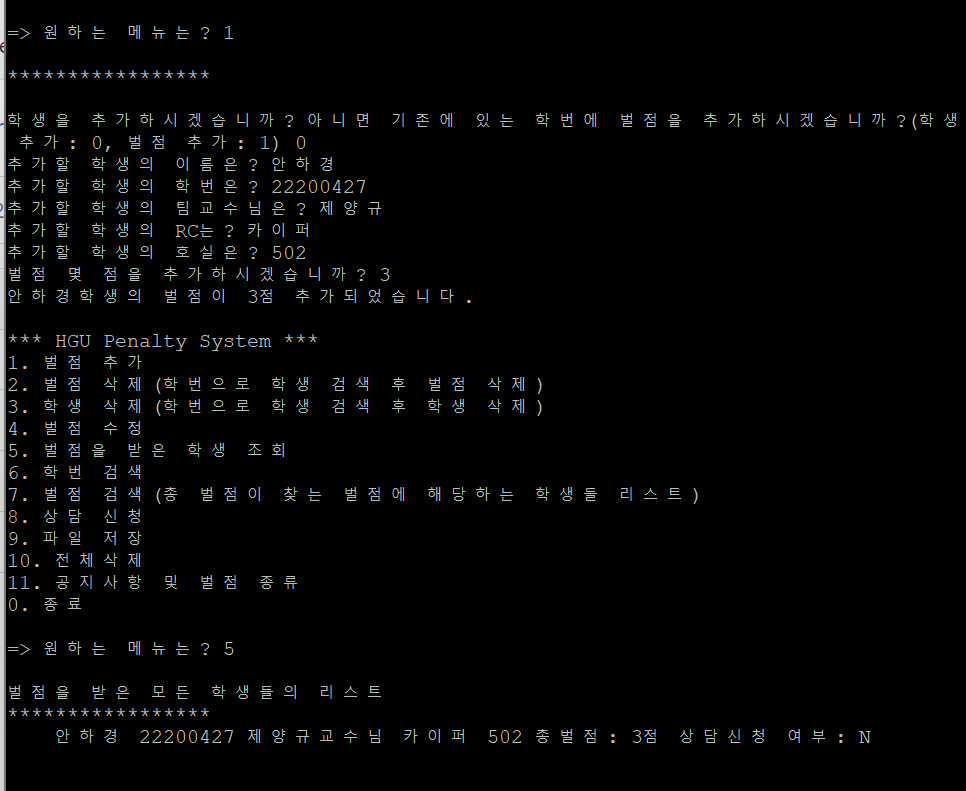 => 원하는 메뉴는? 1
*****************
학생을 추가하시겠습니까?아니면 기존에 있는 학번에 벌점을 추가하시겠습니까?(학생
추가: 0, 벌점 추가: 1) 0
추가할 학생의 이름은?안하경
추가할 학생의 학번은? 22200427
추가할 학생의 팀교수님은?제양규
추가할 학생의 RC는?카이퍼
추가할 학생의 호실은? 502
벌점 몇 점을 추가하시겠습니까? 3
안하경학생의 벌점이 3점 추가되었습니다.
*** HGU Penalty System ***
1. 벌점 추가
2. 벌점 삭제(학번으로 학생 검색 후 벌점 삭제)
3. 학생 삭제(학번으로 학생 검색 후 학생 삭제)
4. 벌점 수정
5. 벌점을 받은 학생 조회
6. 학번 검색
7. 벌점 검색(총 벌점이 찾는 벌점에 해당하는 학생들 리스트)
8. 상담 신청
9. 파일 저장
10. 전체삭제
11. 공지사항 및 벌점 종류
0. 종료
=> 원하는 메뉴는? 5
벌점을 받은 모든 학생들의 리스트
*****************
안하경 22200427 제양규교수님 카이퍼 502 총벌점: 3점 상담신청 여부: N